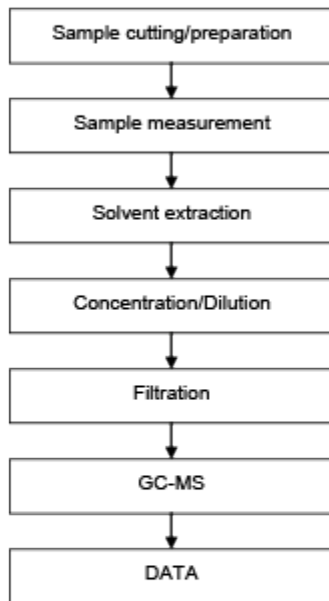 Sample cutting/preparation
Sample measurement
Solvent extraction
Concentration/Dilution
Filtration
GC-MS
DATA